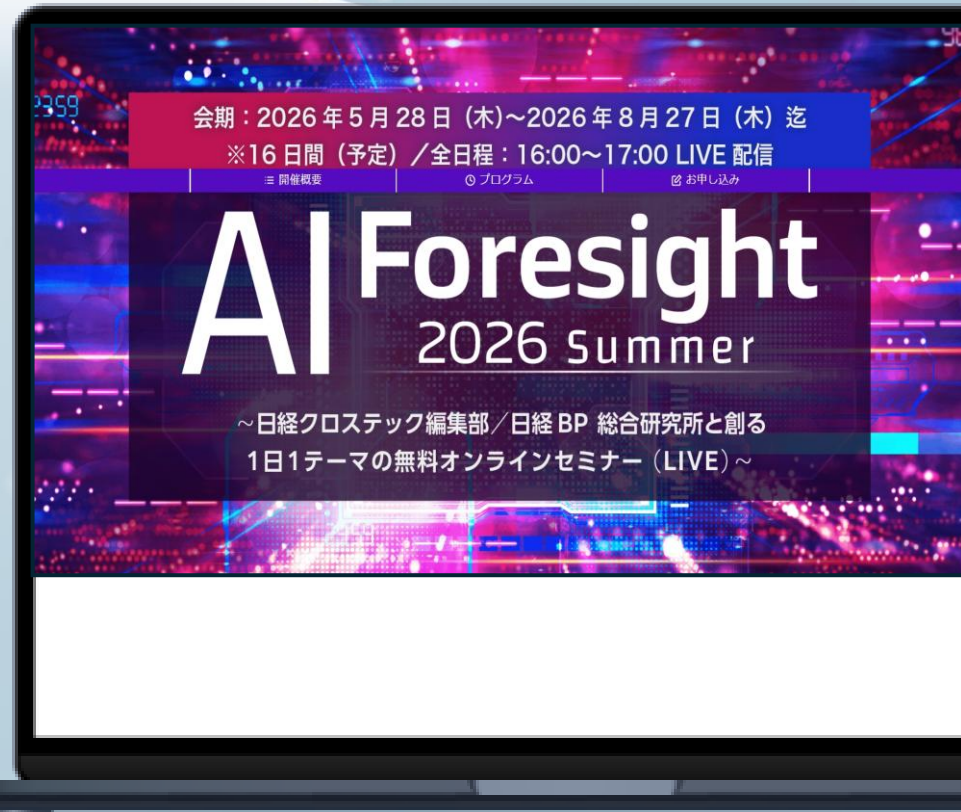 2359
会期：2026年5月28日（木）～2026年8月27日（木）迄
※16日間（予定）／全日程：16:00～17:00 LIVE 配信
開催概要
プログラム
お申し込み
AI Foresight
2026 Summer
～日経クロステック編集部／日経BP 総合研究所と創る
1日1テーマの無料オンラインセミナー（LIVE）～